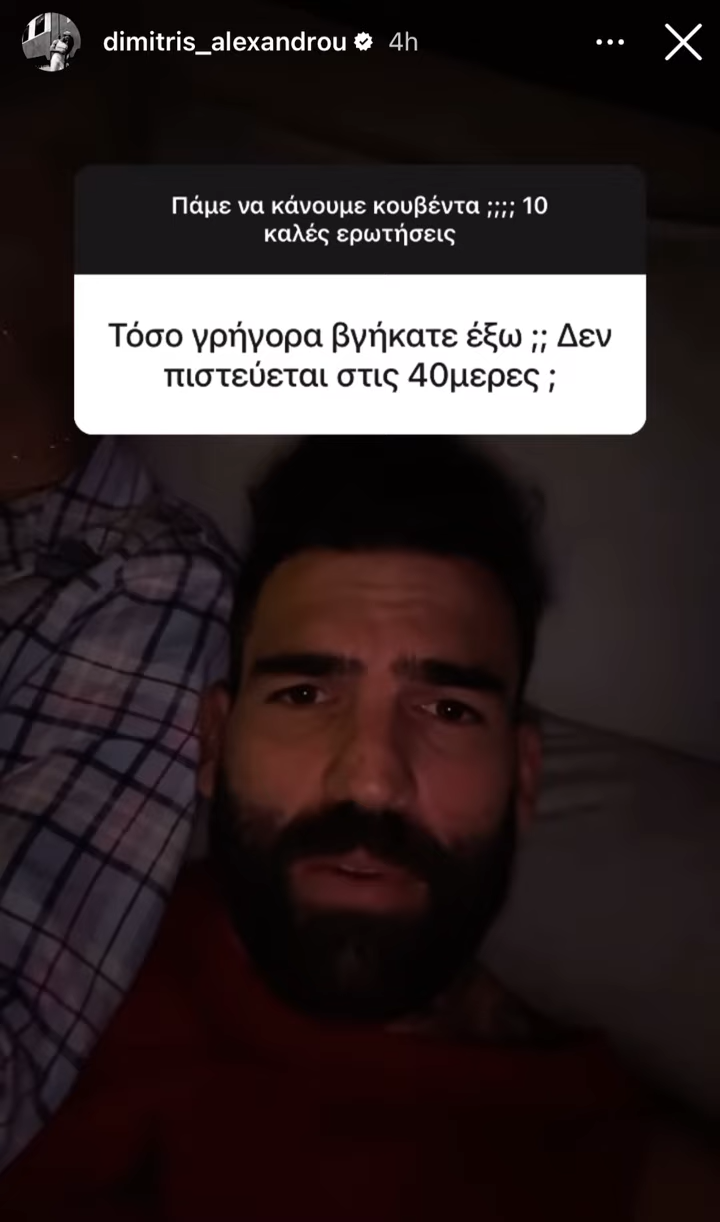 dimitris_alexandrou 4h
Πάμε να κάνουμε κουβέντα ;;;; 10
καλές ερωτήσεις
Τόσο γρήγορα βγήκατε έξω ;; Δεν
πιστεύεται στις 40μερες ;